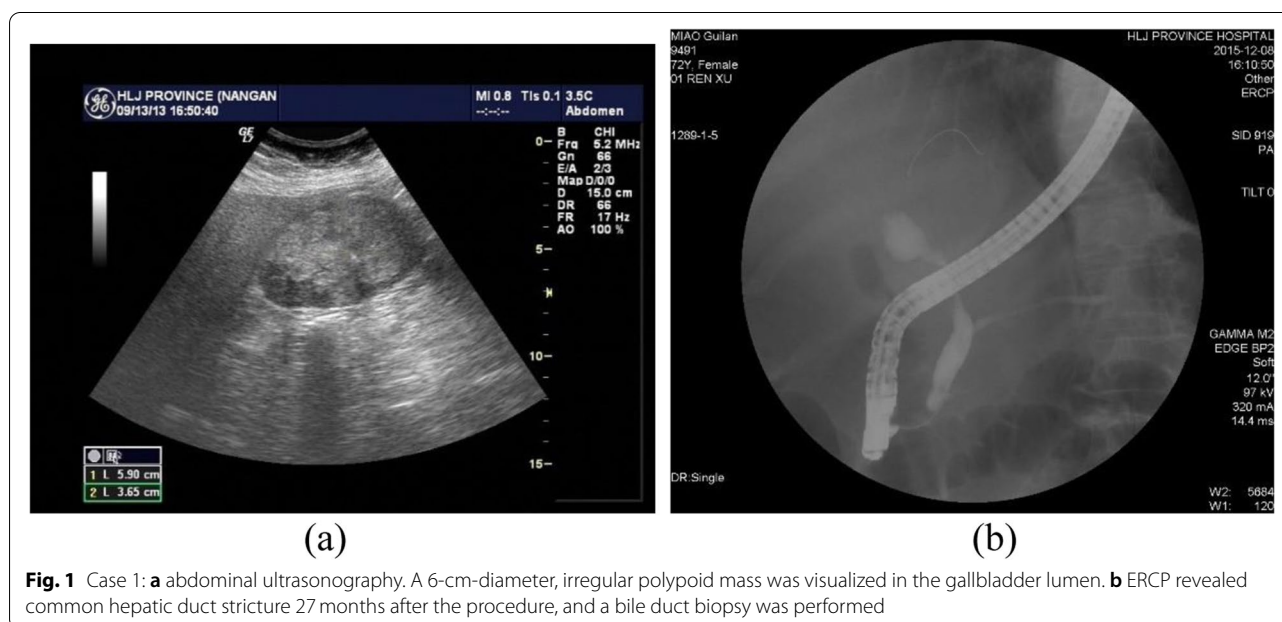 HLJ PROVINCE (NANGAN
09/13/13 16:50:40
MI 0.8 TIs 0.1 3.5C
--:--:-- Abdomen
B CHI
Frq 5.2 MHz
Gn 66
E/A 2/3
Map D/0/0
D 15.0 cm
DR 66
FR 17 Hz
AO 100 %
0
5
10
15
1 L 5.90 cm
2 L 3.65 cm
(a)
MIAO Guilan
9491
72Y, Female
01 REN XU
1289-1-5
DR:Single
HLJ PROVINCE HOSPITAL
2015-12-08
16:10:50
Other
ERCP
SID 919
PA
TILT 0
GAMMA M2
EDGE BP2
Soft
12.0"
97 kV
320 mA
14.4 ms
W2: 5684
W1: 120
(b)
Fig. 1 Case 1: a abdominal ultrasonography. A 6-cm-diameter, irregular polypoid mass was visualized in the gallbladder lumen. b ERCP revealed
common hepatic duct stricture 27 months after the procedure, and a bile duct biopsy was performed